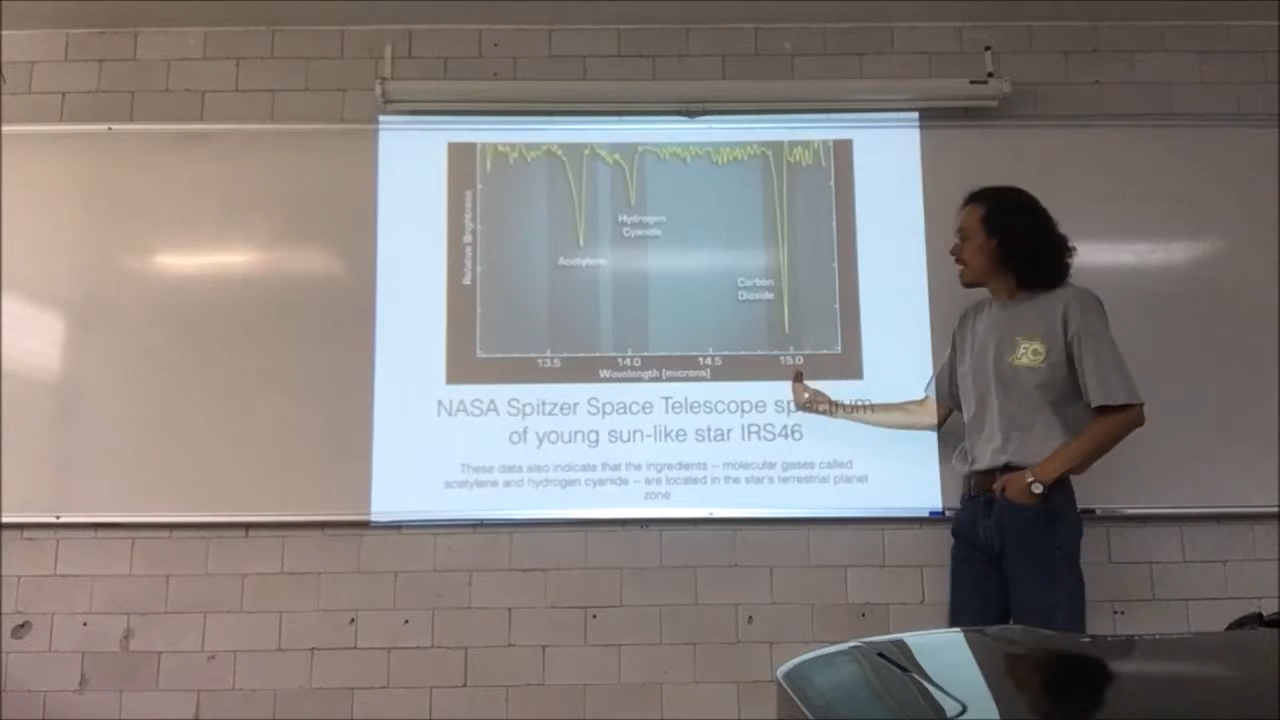 Relative Brightness
Hydrogen
Cyanide
Acetylene
Carbon
Dioxide
13.5 14.0 14.5 15.0
Wavelength (microns)
NASA Spitzer Space Telescope spectrum
of young sun-like star IRS46
These data also indicate that the ingredients -- molecular gases called
acetylene and hydrogen cyanide -- are located in the star's terrestrial planet
zone
FC